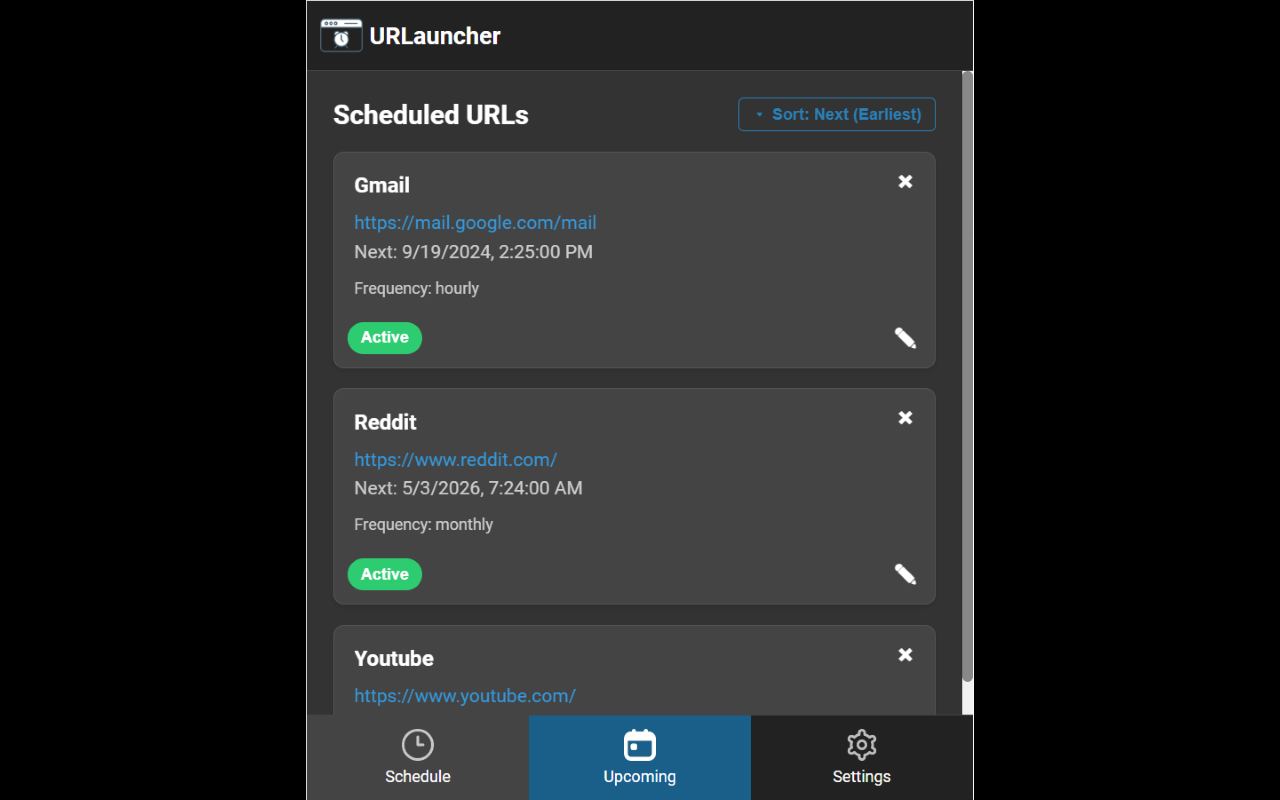 URLauncher
Scheduled URLs
Sort: Next (Earliest)
Gmail
https://mail.google.com/mail
Next: 9/19/2024, 2:25:00 PM
Frequency: hourly
Active
Reddit
https://www.reddit.com/
Next: 5/3/2026, 7:24:00 AM
Frequency: monthly
Active
Youtube
https://www.youtube.com/
Schedule
Upcoming
Settings